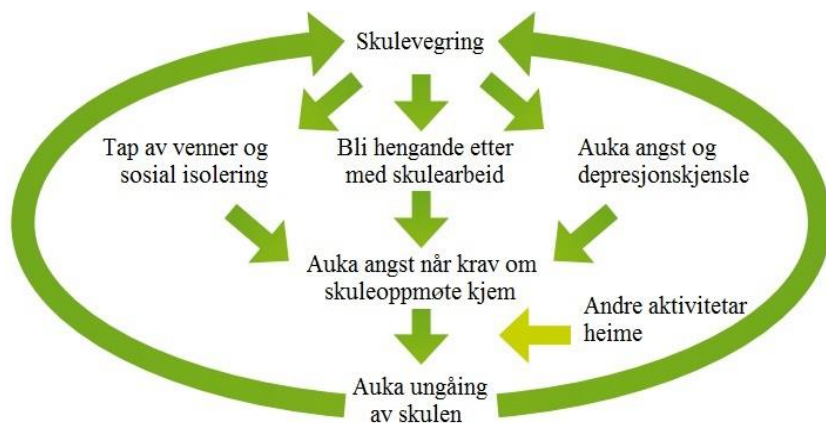 Skulevegring
Tap av venner og
sosial isolering
Bli hengande etter
med skulearbeid
Auka angst og
depresjonskjensle
Auka angst når krav om
skuleoppmøte kjem
Andre aktivitetar
heime
Auka ungåing
av skulen